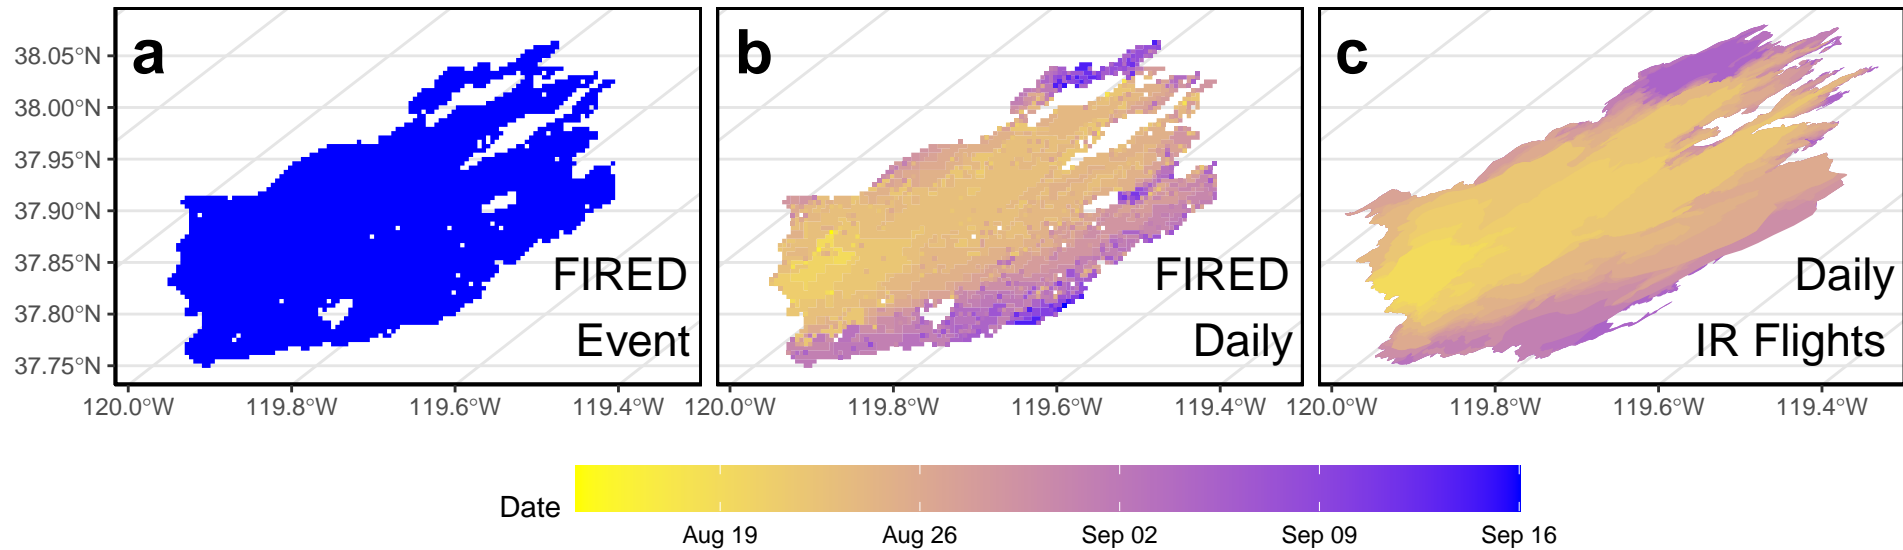 a
b
c
38.05°N
38.00°N
37.95°N
37.90°N
37.85°N
37.80°N
37.75°N
FIRED
Event
FIRED
Daily
Daily
IR Flights
120.0°W 119.8°W 119.6°W 119.4°W 120.0°W 119.8°W 119.6°W 119.4°W 120.0°W 119.8°W 119.6°W 119.4°W
Date
Aug 19 Aug 26 Sep 02 Sep 09 Sep 16